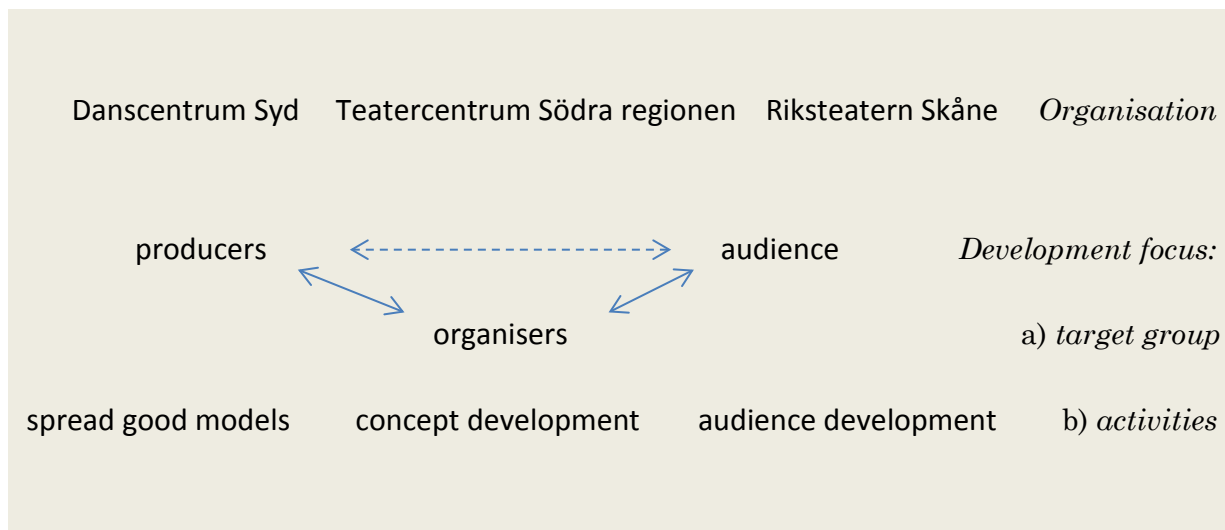 Danscentrum Syd Teatercentrum Södra regionen Riksteatern Skåne Organisation
producers audience Development focus:
organisers a) target group
spread good models concept development audience development b) activities